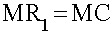 MR₁ = MC